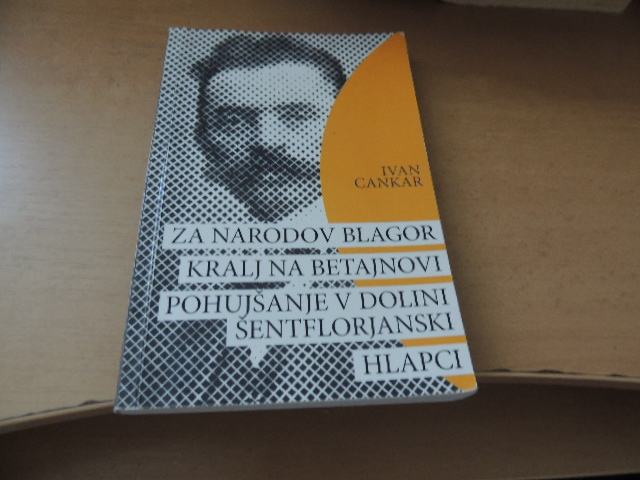 IVAN
CANKAR
ZA NARODOV BLAGOR
KRALJ NA BETAJNOVI
POHUJŠANJE V DOLINI
ŠENTFLORJANSKI
HLAPCI